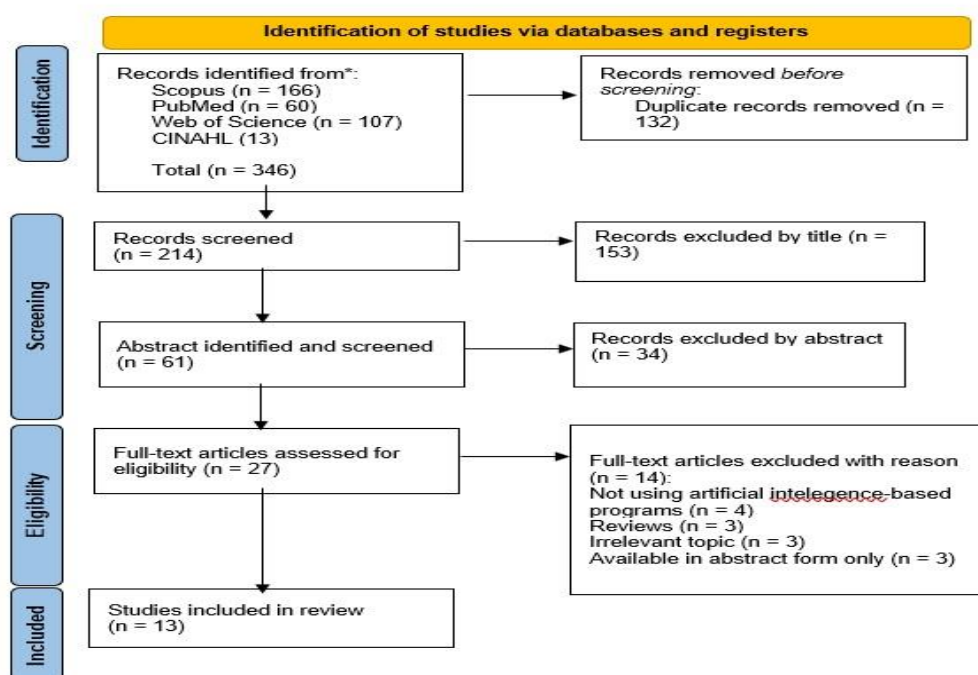 Identification of studies via databases and registers
Identification
Records identified from*:
Scopus (n = 166)
PubMed (n = 60)
Web of Science (n = 107)
CINAHL (13)
Total (n = 346)
Records removed before
screening:
Duplicate records removed (n =
132)
Screening
Records screened
(n = 214)
Records excluded by title (n =
153)
Abstract identified and screened
(n = 61)
Records excluded by abstract
(n = 34)
Eligibility
Full-text articles assessed for
eligibility (n = 27)
Full-text articles excluded with reason
(n = 14):
Not using artificial intelegence-based
programs (n = 4)
Reviews (n = 3)
Irrelevant topic (n = 3)
Available in abstract form only (n = 3)
Included
Studies included in review
(n = 13)